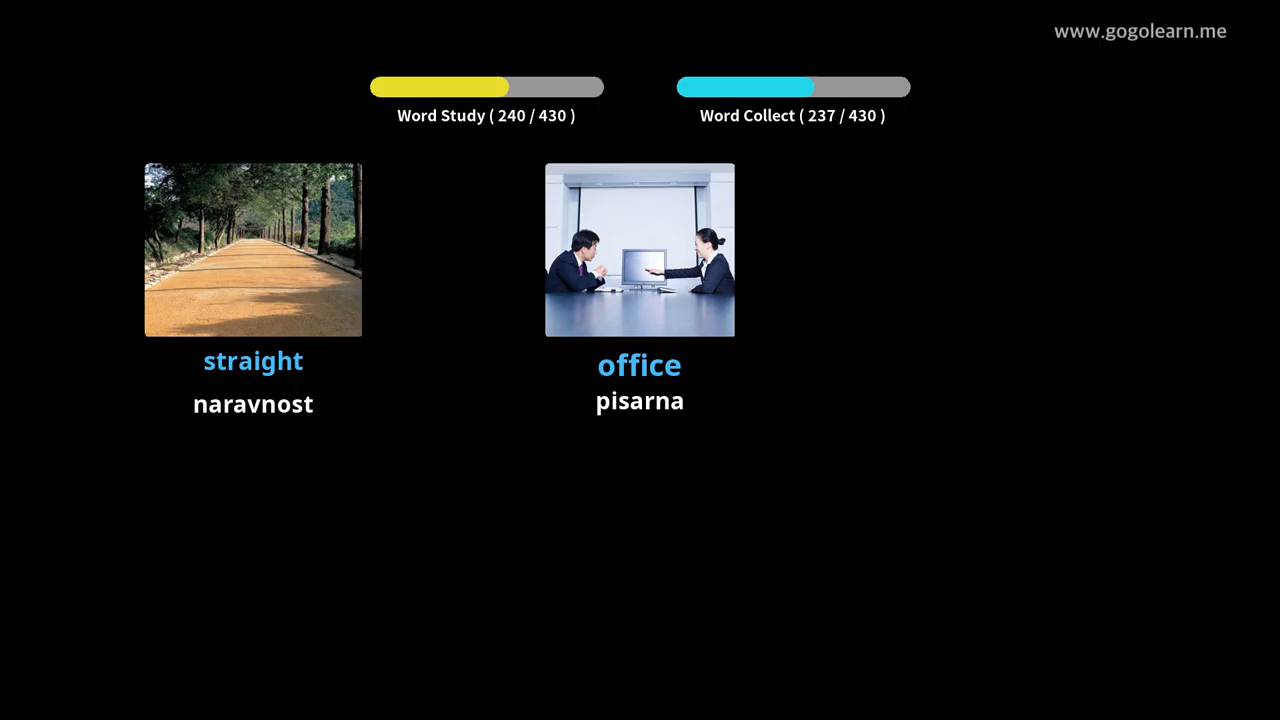 www.gogolearn.me
Word Study ( 240 / 430 )
Word Collect ( 237 / 430 )
straight
naravnost
office
pisarna